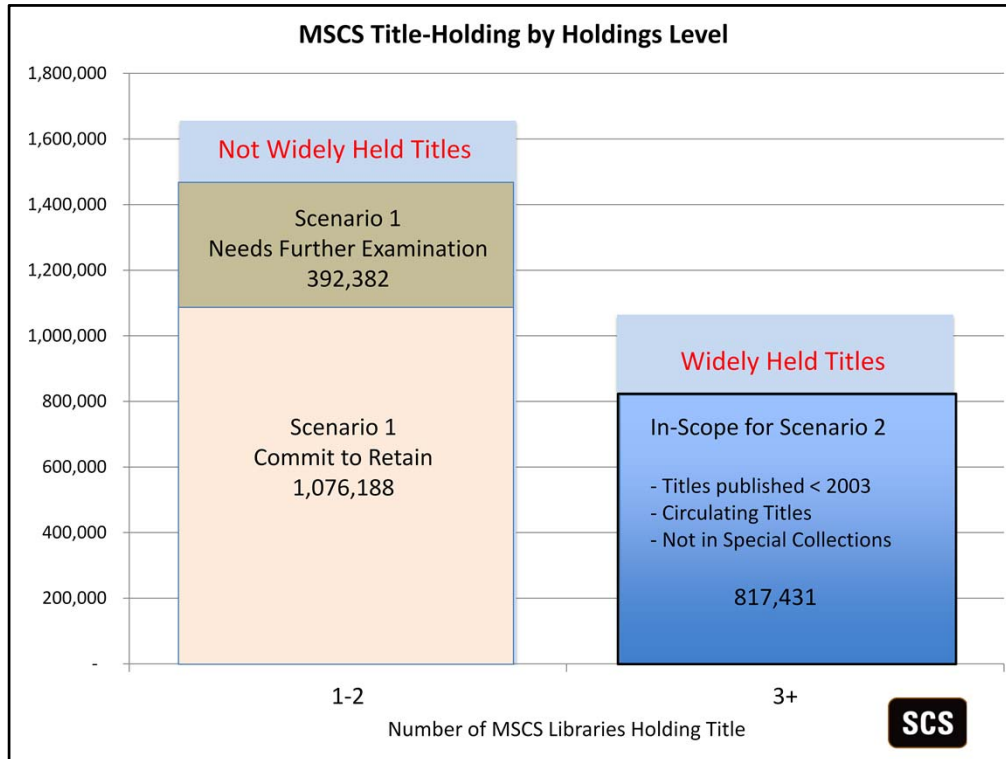 MSCS Title-Holding by Holdings Level
1,800,000
1,600,000
1,400,000
1,200,000
1,000,000
800,000
600,000
400,000
200,000
-
Not Widely Held Titles
Scenario 1
Needs Further Examination
392,382
Scenario 1
Commit to Retain
1,076,188
Widely Held Titles
In-Scope for Scenario 2
- Titles published < 2003
- Circulating Titles
- Not in Special Collections
817,431
1-2
3+
Number of MSCS Libraries Holding Title
SCS